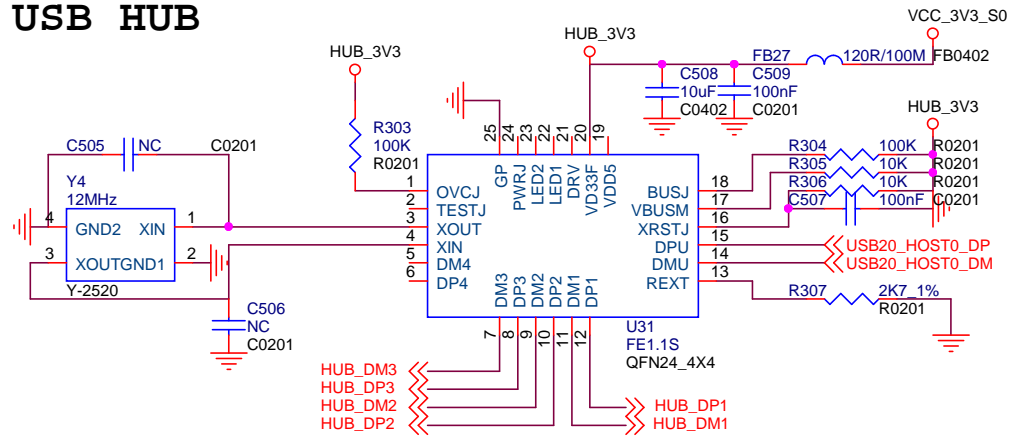 USB HUB
VCC_3V3_S0
HUB_3V3
HUB_3V3
FB27
120R/100M
FB0402
C508
10uF
C0402
C509
100nF
C0201
HUB_3V3
R303
100K
R0201
C505
NC
C0201
Y4
12MHz
4
GND2
XIN
1
3
XOUT
GND1
2
Y-2520
C506
NC
C0201
25
24
23
22
21
20
19
GP
PWRJ
LED2
LED1
DRV
VD33F
VDD5
1
OVCJ
2
TESTJ
3
XOUT
4
XIN
5
DM4
6
DP4
BUSJ
18
VBUSM
17
XRSTJ
16
DPU
15
DMU
14
REXT
13
DM3
DP3
DM2
DP2
DM1
DP1
7
8
9
10
11
12
U31
FE1.1S
QFN24_4X4
R304
100K
R0201
R305
10K
R0201
R306
10K
R0201
C507
100nF
C0201
USB20_HOST0_DP
USB20_HOST0_DM
R307
2K7_1%
R0201
HUB_DM3
HUB_DP3
HUB_DM2
HUB_DP2
HUB_DP1
HUB_DM1